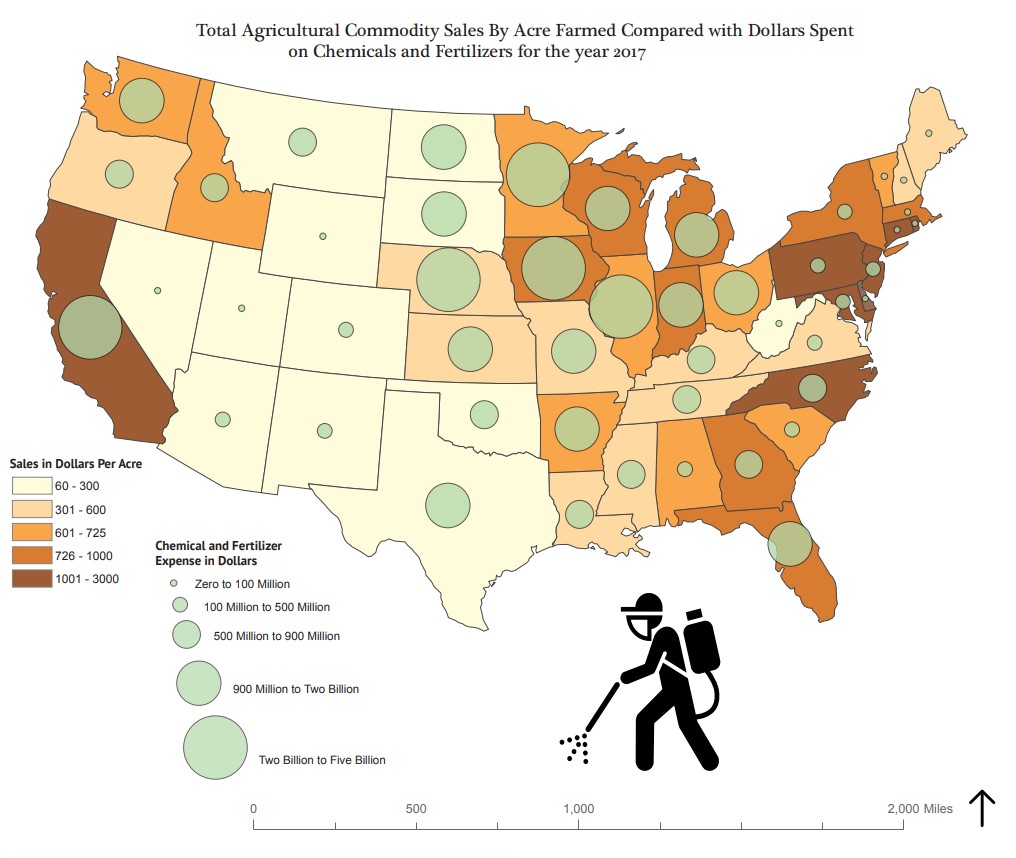 Total Agricultural Commodity Sales By Acre Farmed Compared with Dollars Spent
on Chemicals and Fertilizers for the year 2017
Sales in Dollars Per Acre
60 - 300
301 - 600
601 - 725
726 - 1000
1001 - 3000
Chemical and Fertilizer
Expense in Dollars
Zero to 100 Million
100 Million to 500 Million
500 Million to 900 Million
900 Million to Two Billion
Two Billion to Five Billion
0 500 1,000 2,000 Miles